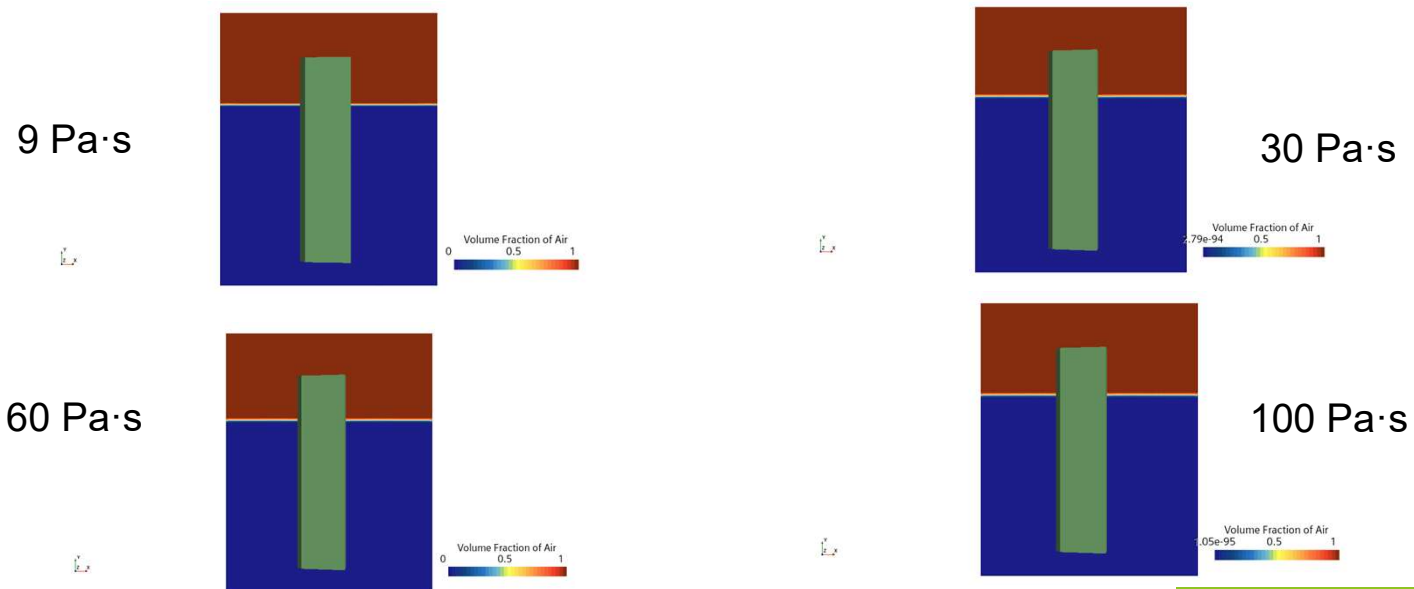 9 Pa·s
Volume Fraction of Air
0 0.5 1
30 Pa·s
Volume Fraction of Air
2.79e-94 0.5 1
60 Pa·s
Volume Fraction of Air
0 0.5 1
100 Pa·s
Volume Fraction of Air
1.05e-95 0.5 1
Y
Z X
Y
Z X
Y
Z X
Y
Z X